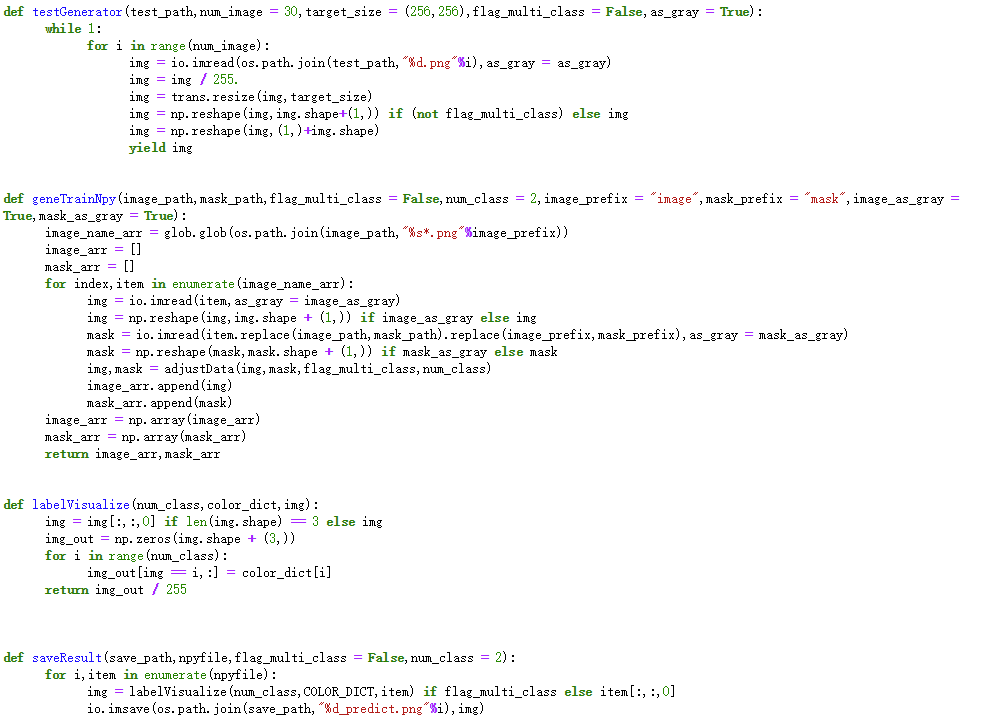 def testGenerator(test_path,num_image = 30,target_size = (256,256),flag_multi_class = False,as_gray = True):
    while 1:
        for i in range(num_image):
            img = io.imread(os.path.join(test_path,"%d.png"%i),as_gray = as_gray)
            img = img / 255.
            img = trans.resize(img,target_size)
            img = np.reshape(img,img.shape+(1,)) if (not flag_multi_class) else img
            img = np.reshape(img,(1,)+img.shape)
            yield img
def geneTrainNpy(image_path,mask_path,flag_multi_class = False,num_class = 2,image_prefix = "image",mask_prefix = "mask",image_as_gray =
True,mask_as_gray = True):
    image_name_arr = glob.glob(os.path.join(image_path,"%s*.png"%image_prefix))
    image_arr = []
    mask_arr = []
    for index,item in enumerate(image_name_arr):
        img = io.imread(item,as_gray = image_as_gray)
        img = np.reshape(img,img.shape + (1,)) if image_as_gray else img
        mask = io.imread(item.replace(image_path,mask_path).replace(image_prefix,mask_prefix),as_gray = mask_as_gray)
        mask = np.reshape(mask,mask.shape + (1,)) if mask_as_gray else mask
        img,mask = adjustData(img,mask,flag_multi_class,num_class)
        image_arr.append(img)
        mask_arr.append(mask)
    image_arr = np.array(image_arr)
    mask_arr = np.array(mask_arr)
    return image_arr,mask_arr
def labelVisualize(num_class,color_dict,img):
    img = img[:,:,0] if len(img.shape) == 3 else img
    img_out = np.zeros(img.shape + (3,))
    for i in range(num_class):
        img_out[img == i,:] = color_dict[i]
    return img_out / 255
def saveResult(save_path,npyfile,flag_multi_class = False,num_class = 2):
    for i,item in enumerate(npyfile):
        img = labelVisualize(num_class,COLOR_DICT,item) if flag_multi_class else item[:,:,0]
        io.imsave(os.path.join(save_path,"%d_predict.png"%i),img)